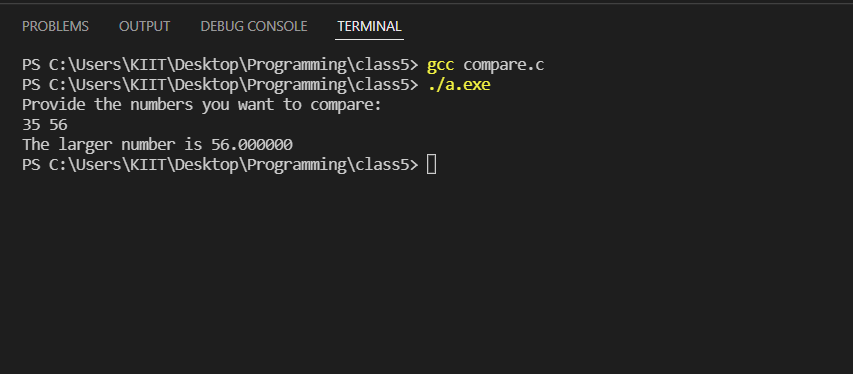 PROBLEMS OUTPUT DEBUG CONSOLE TERMINAL
PS C:\Users\KIIT\Desktop\Programming\class5> gcc compare.c
PS C:\Users\KIIT\Desktop\Programming\class5> ./a.exe
Provide the numbers you want to compare:
35 56
The larger number is 56.000000
PS C:\Users\KIIT\Desktop\Programming\class5>